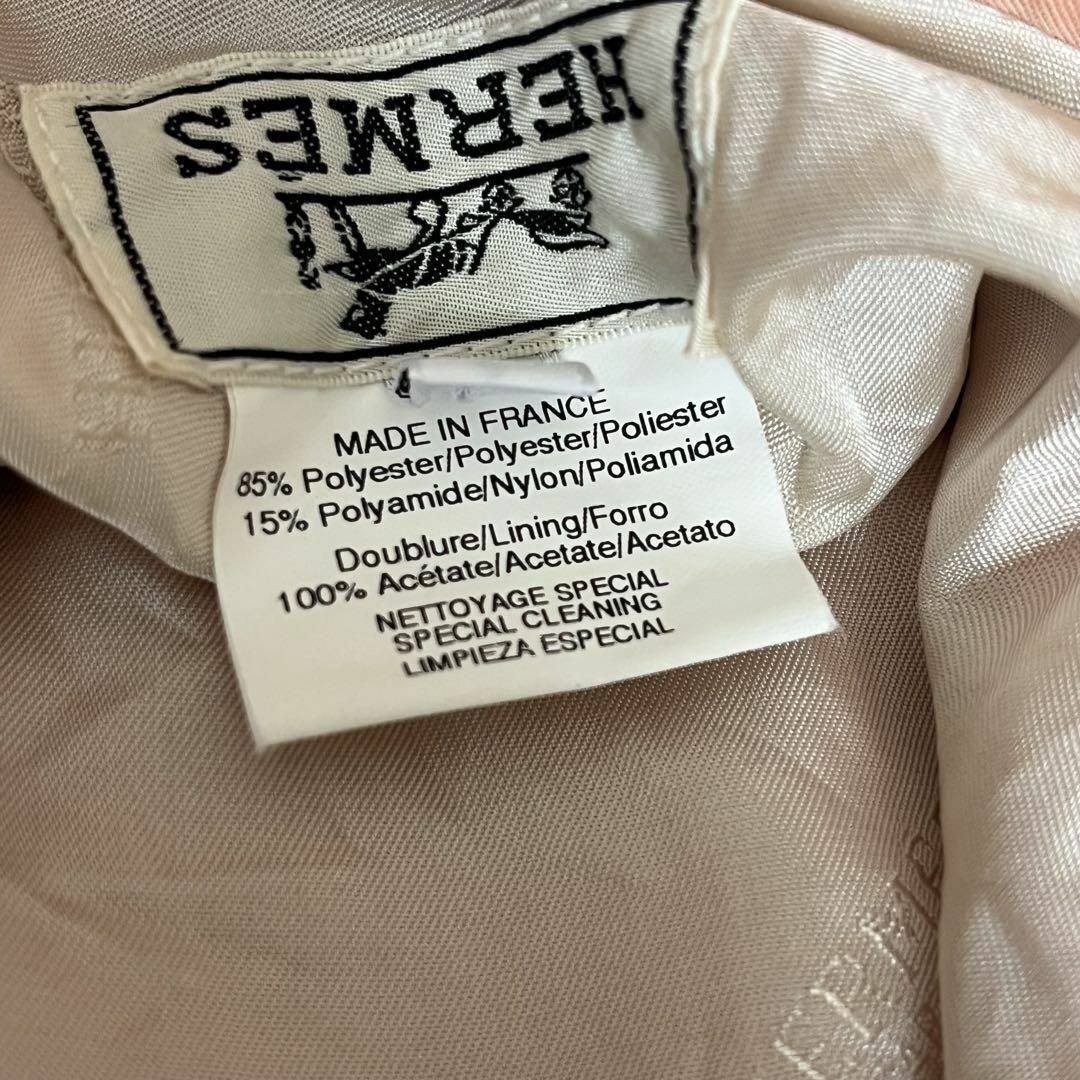 HERMES
MADE IN FRANCE
85% Polyester/Polyester/Poliester
15% Polyamide/Nylon/Poliamida
Doublure/Lining/Forro
100% Acétate/Acetate/Acetato
NETTOYAGE SPECIAL
SPECIAL CLEANING
LIMPIEZA ESPECIAL